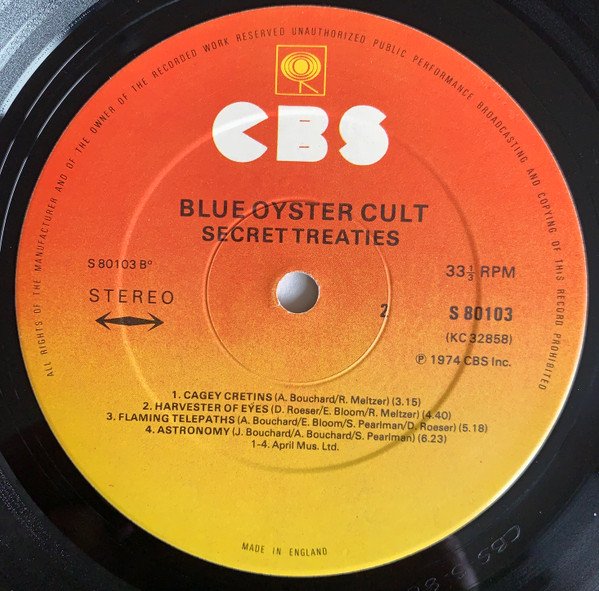 ALL RIGHTS OF THE MANUFACTURER AND OF THE OWNER OF THE RECORDED WORK RESERVED UNAUTHORIZED PUBLIC PERFORMANCE BROADCASTING AND COPYING OF THIS RECORD PROHIBITED
CBS
BLUE OYSTER CULT
SECRET TREATIES
S 80103 Bº
STEREO
33⅓ RPM
2
S 80103
(KC 32858)
℗ 1974 CBS Inc.
1. CAGEY CRETINS (A. Bouchard/R. Meltzer) (3.15)
2. HARVESTER OF EYES (D. Roeser/E. Bloom/R. Meltzer) (4.40)
3. FLAMING TELEPATHS (A. Bouchard/E. Bloom/S. Pearlman/D. Roeser) (5.18)
4. ASTRONOMY (J. Bouchard/A. Bouchard/S. Pearlman) (6.23)
1-4. April Mus. Ltd.
MADE IN ENGLAND